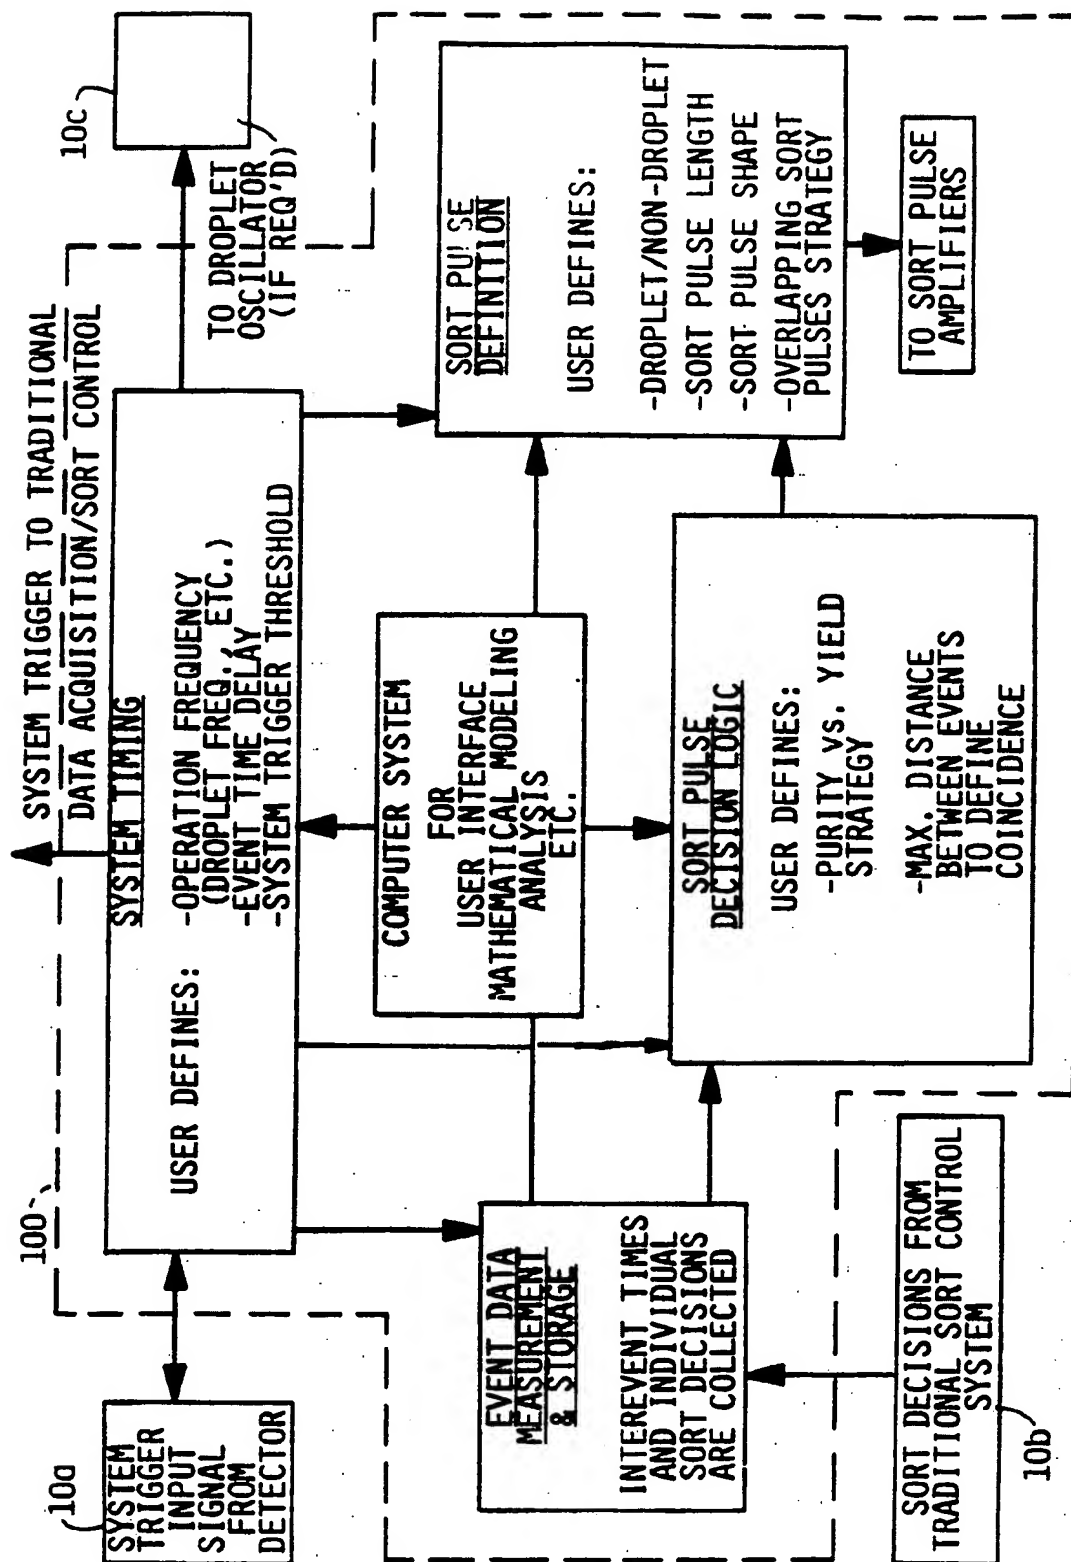 SYSTEM TRIGGER TO TRADITIONAL
DATA ACQUISITION/SORT CONTROL
100
10a
SYSTEM
TRIGGER
INPUT
SIGNAL
FROM
DETECTOR
SYSTEM TIMING
USER DEFINES:
-OPERATION FREQUENCY
(DROPLET FREQ., ETC.)
-EVENT TIME DELAY
-SYSTEM TRIGGER THRESHOLD
10c
TO DROPLET
OSCILLATOR
(IF REQ'D)
COMPUTER SYSTEM
FOR
USER INTERFACE
MATHEMATICAL MODELING
ANALYSIS
ETC.
EVENT DATA
MEASUREMENT
& STORAGE
INTEREVENT TIMES
AND INDIVIDUAL
SORT DECISIONS
ARE COLLECTED
SORT PULSE
DECISION LOGIC
USER DEFINES:
-PURITY vs. YIELD
STRATEGY
-MAX. DISTANCE
BETWEEN EVENTS
TO DEFINE
COINCIDENCE
SORT PULSE
DEFINITION
USER DEFINES:
-DROPLET/NON-DROPLET
-SORT PULSE LENGTH
-SORT PULSE SHAPE
-OVERLAPPING SORT
PULSES STRATEGY
TO SORT PULSE
AMPLIFIERS
SORT DECISIONS FROM
TRADITIONAL SORT CONTROL
SYSTEM
10b